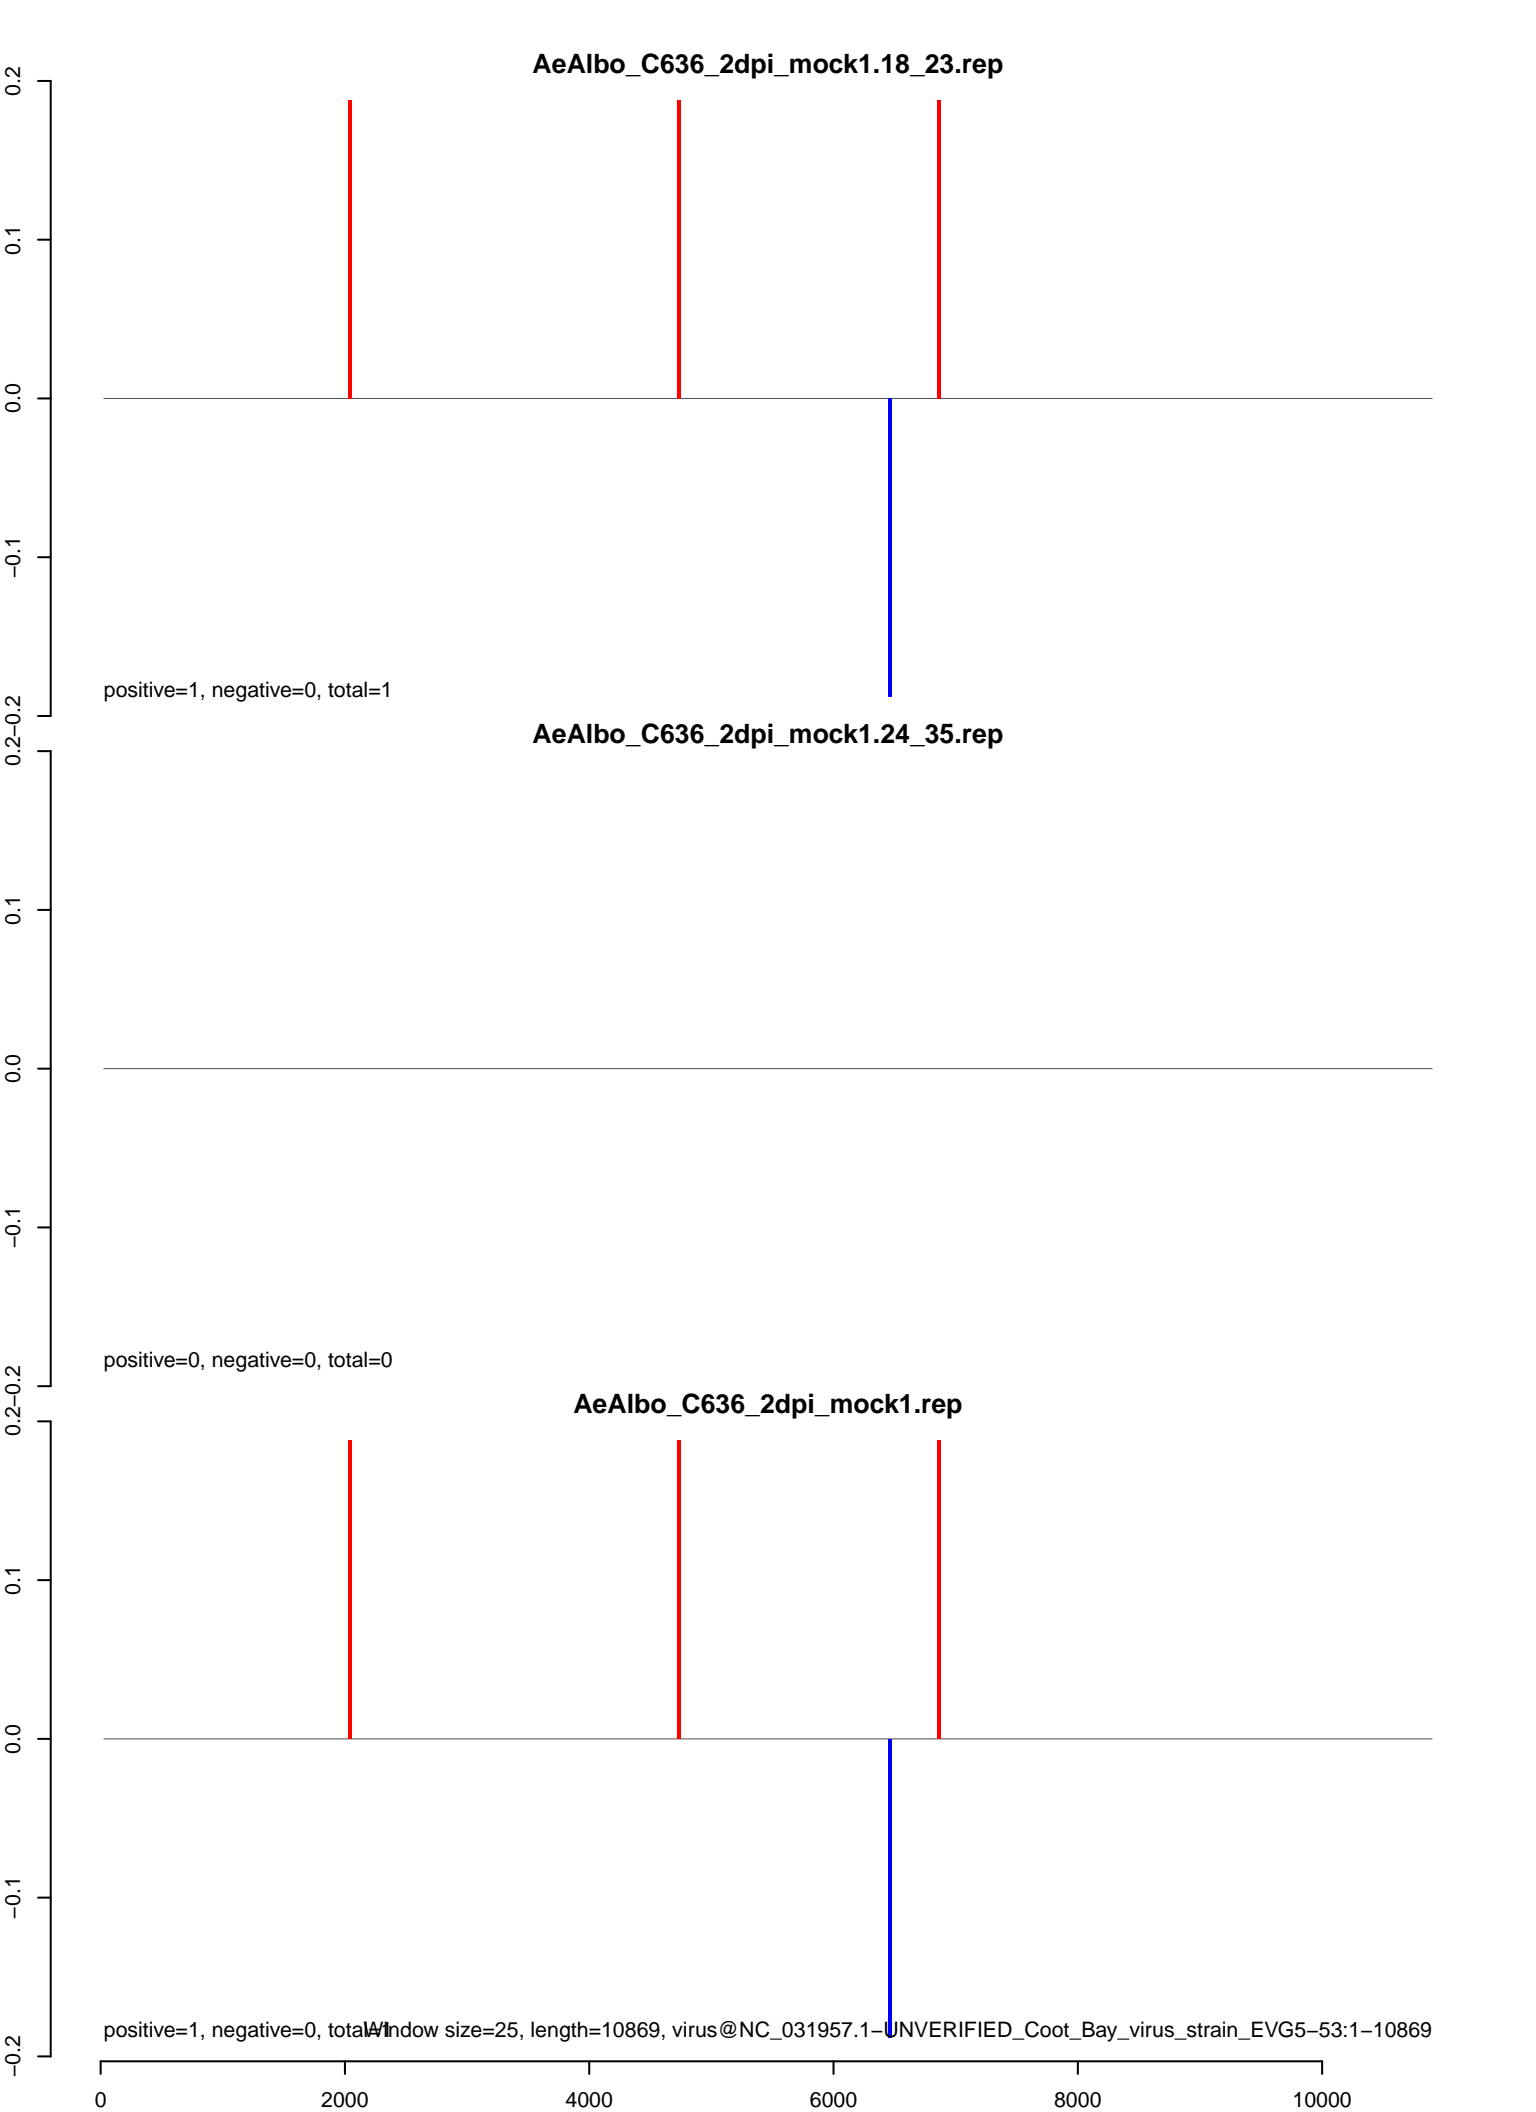 AeAlbo_C636_2dpi_mock1.18_23.rep
0.2
0.1
0.0
−0.1
−0.2
positive=1, negative=0, total=1
AeAlbo_C636_2dpi_mock1.24_35.rep
0.2
0.1
0.0
−0.1
−0.2
positive=0, negative=0, total=0
AeAlbo_C636_2dpi_mock1.rep
0.2
0.1
0.0
−0.1
−0.2
positive=1, negative=0, total=1
Window size=25, length=10869, virus@NC_031957.1−UNVERIFIED_Coot_Bay_virus_strain_EVG5−53:1−10869
0 2000 4000 6000 8000 10000